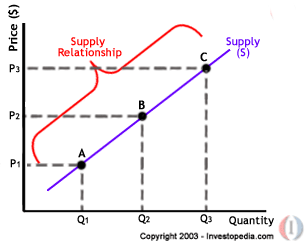 Price ($)
Supply
Relationship
Supply
(S)
C
P3
B
P2
A
P1
Q1
Q2
Q3
Quantity
Copyright 2003 - Investopedia.com